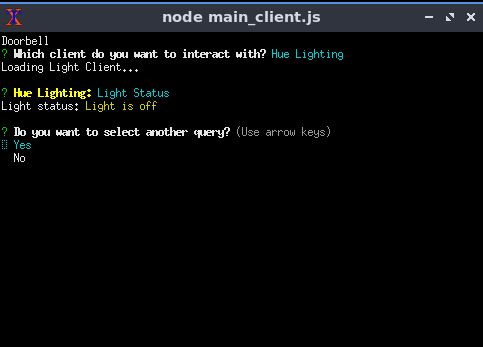 node main_client.js
Doorbell
? Which client do you want to interact with? Hue Lighting
Loading Light Client...
? Hue Lighting: Light Status
Light status: Light is off
? Do you want to select another query? (Use arrow keys)
Yes
No